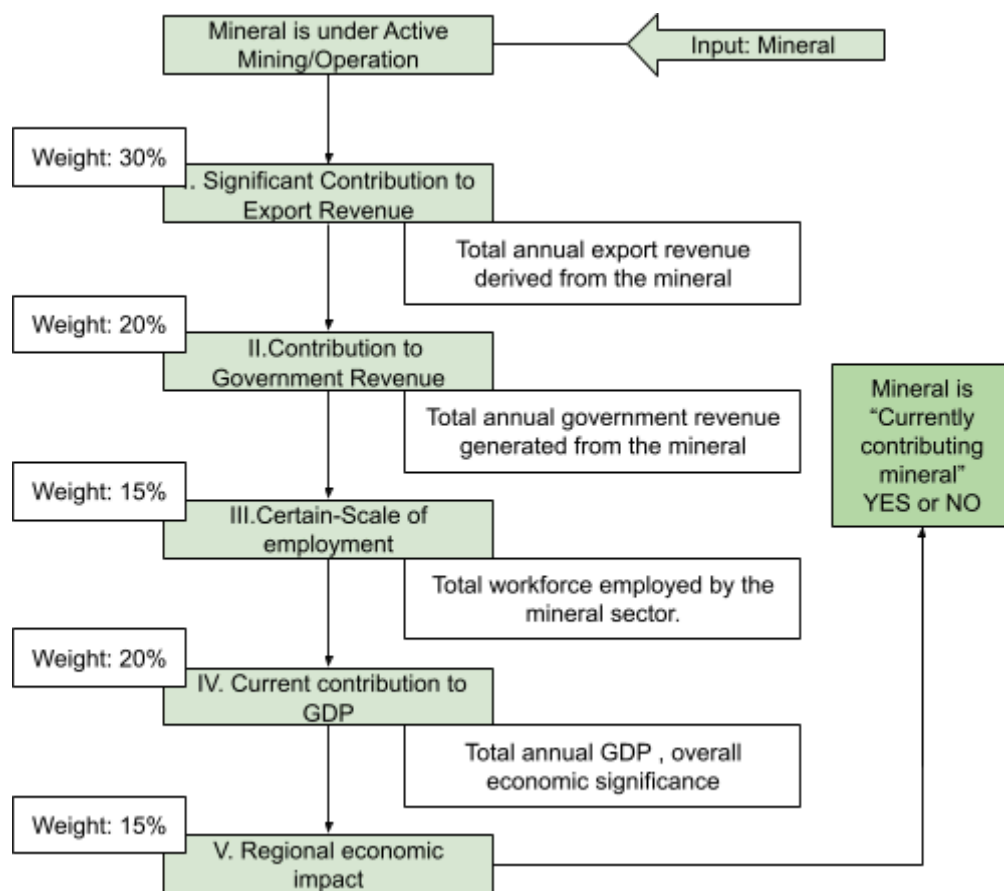 Mineral is under Active
Mining/Operation
Input: Mineral
Weight: 30%
. Significant Contribution to
Export Revenue
Total annual export revenue
derived from the mineral
Weight: 20%
II.Contribution to
Government Revenue
Total annual government revenue
generated from the mineral
Mineral is
“Currently
contributing
mineral”
YES or NO
Weight: 15%
III.Certain-Scale of
employment
Total workforce employed by the
mineral sector.
Weight: 20%
IV. Current contribution to
GDP
Total annual GDP , overall
economic significance
Weight: 15%
V. Regional economic
impact